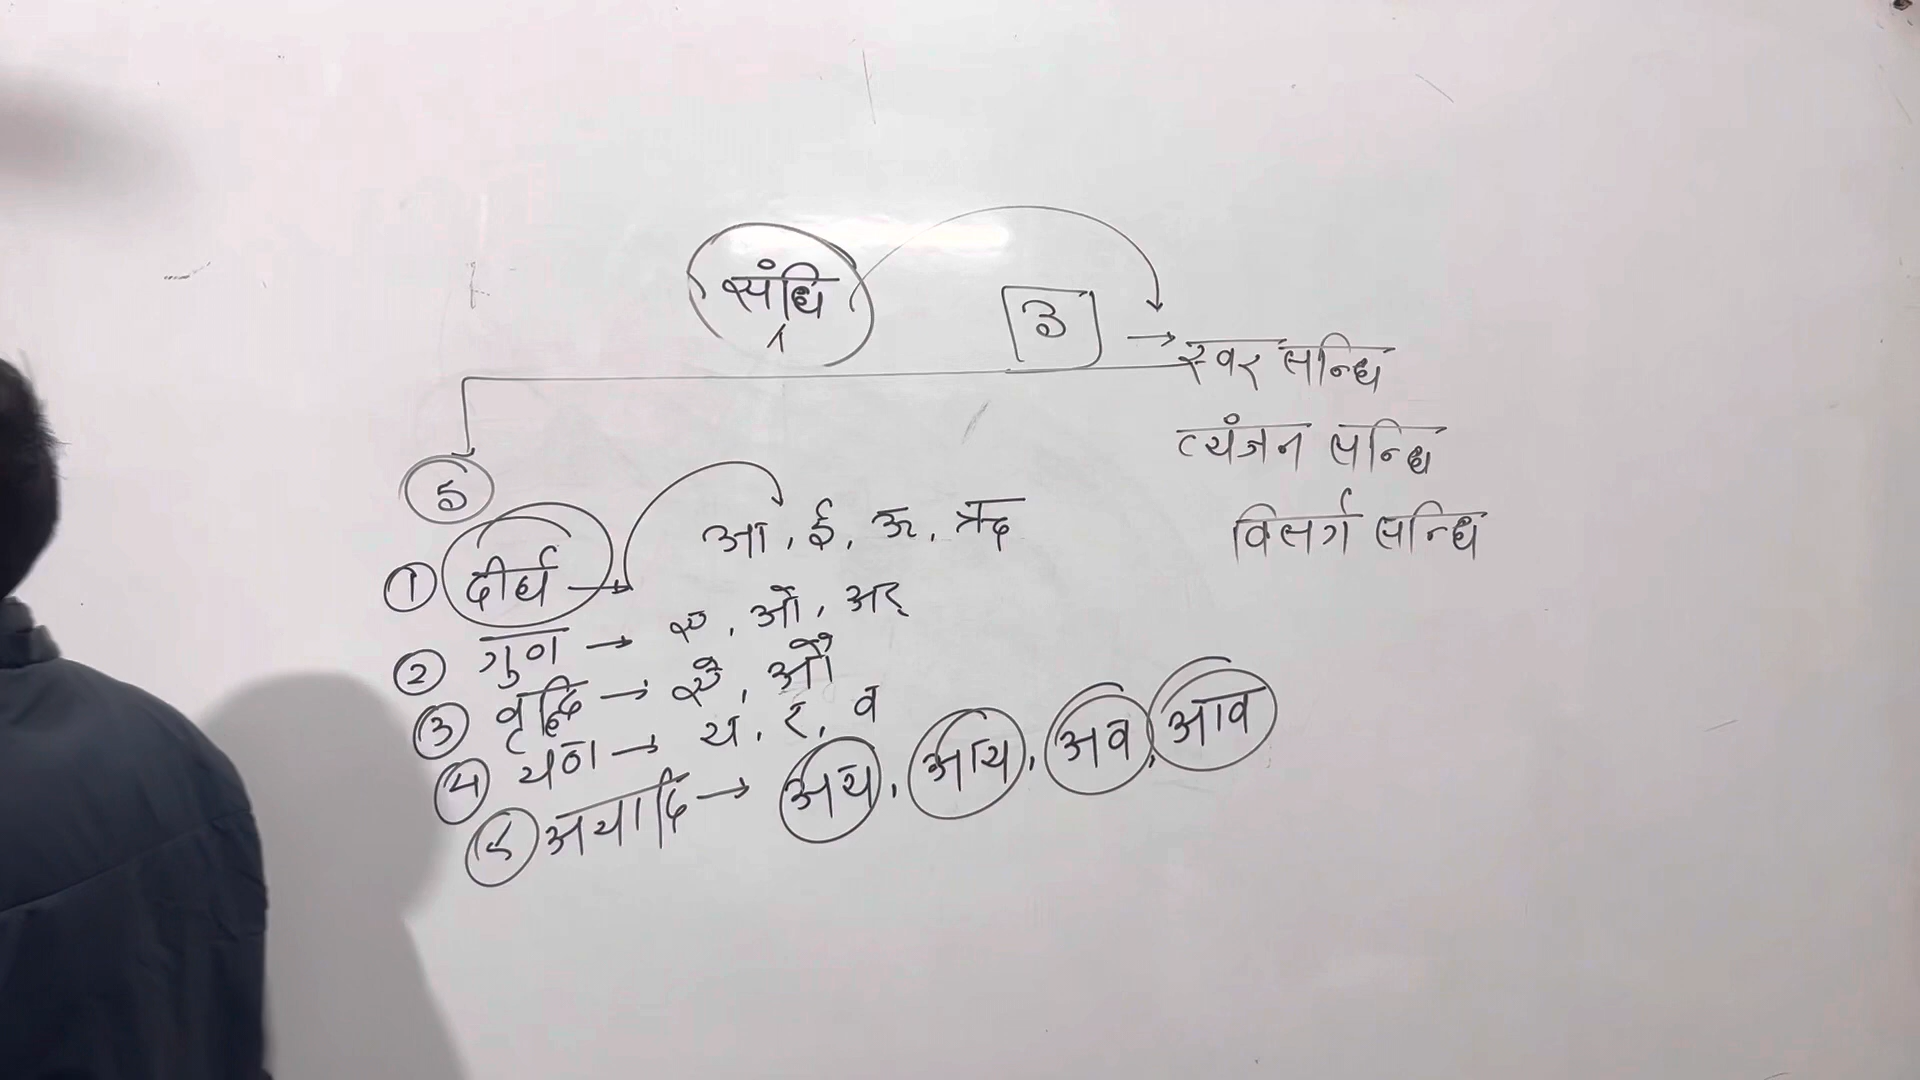 संधि
3 → स्वर सन्धि
व्यंजन सन्धि
विसर्ग सन्धि
5
① दीर्घ → आ, ई, ऊ, ऋ
② गुण → ए, ओ, अर्
③ वृद्धि → ऐ, औ
④ यण → य, र, व
⑤ अयादि → अय, आय, अव, आव